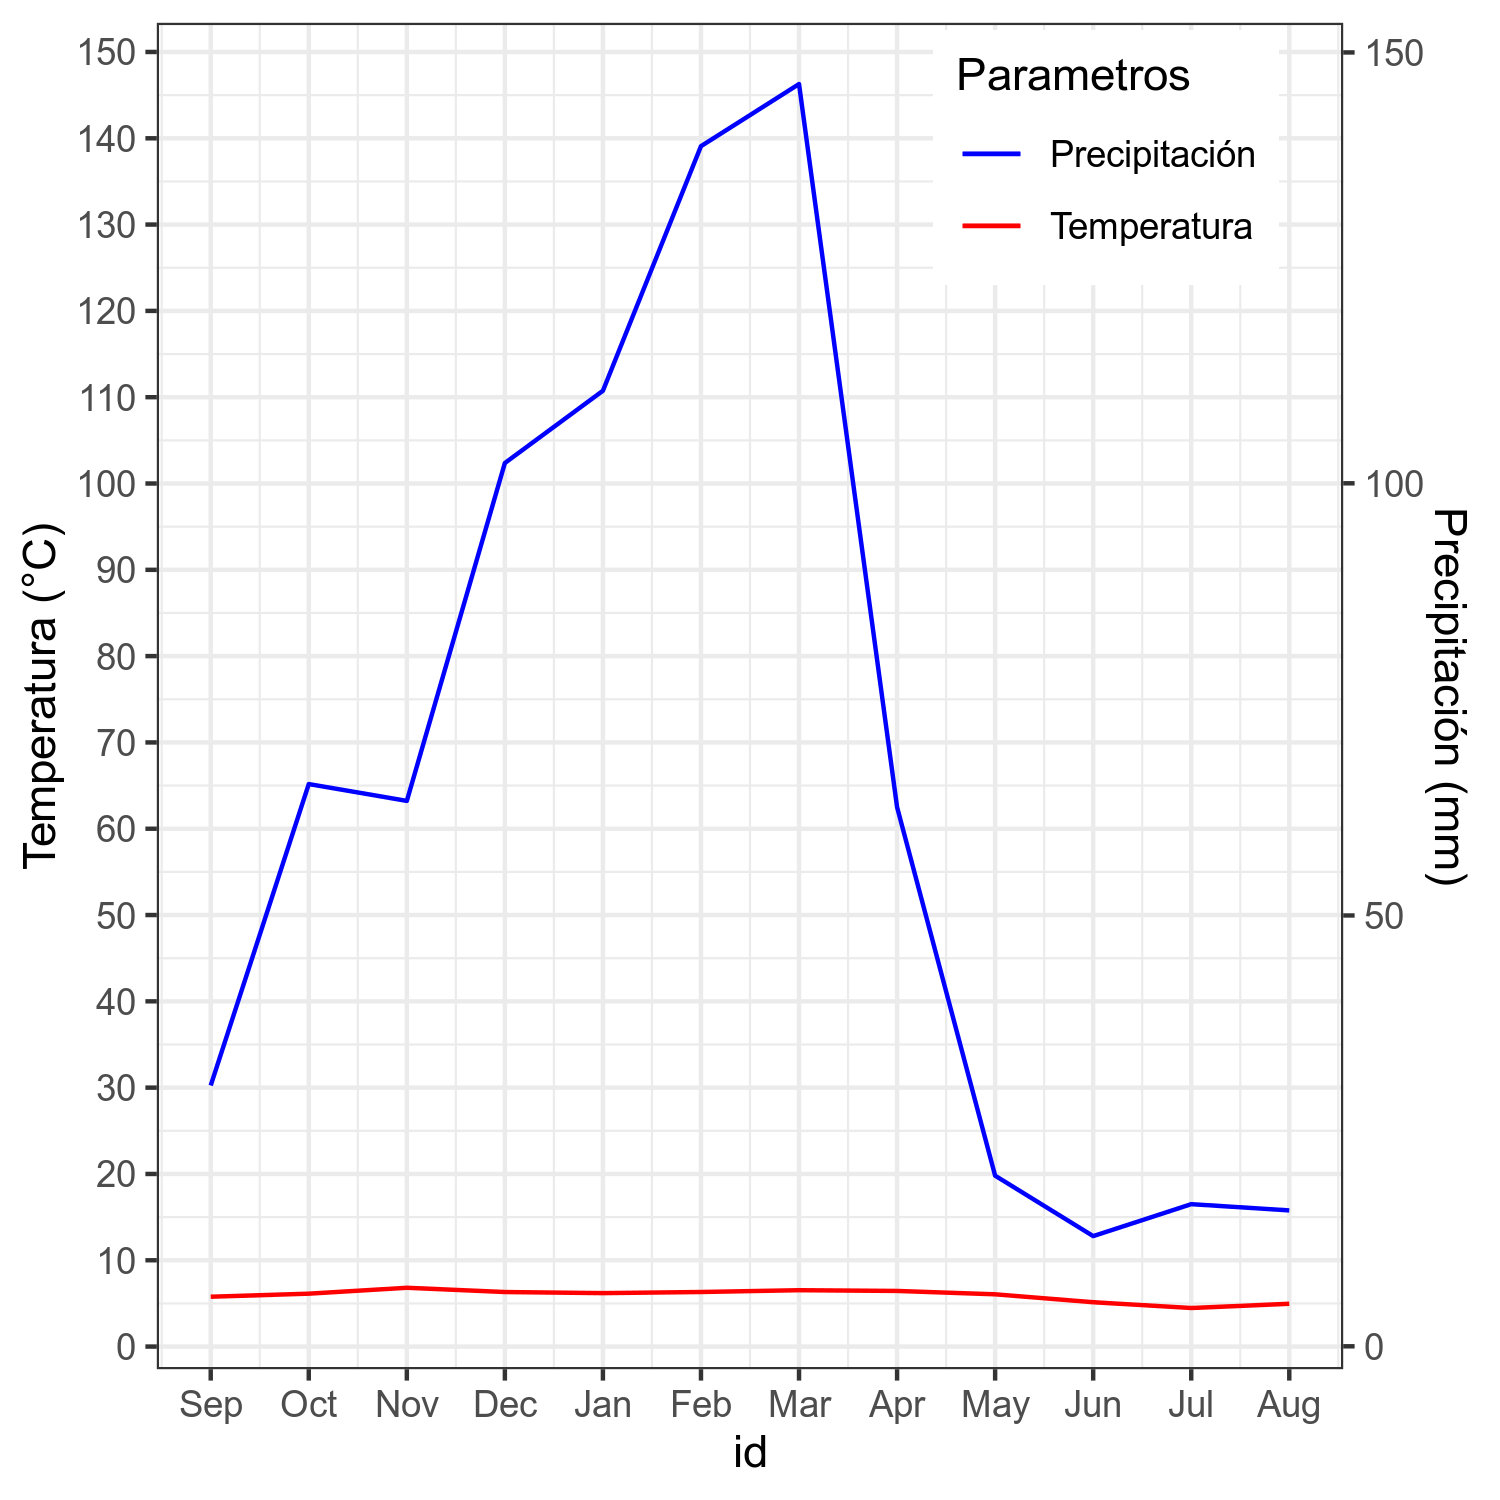 Parametros
Precipitación
Temperatura
150
140
130
120
110
100
90
80
70
60
50
40
30
20
10
0
Temperatura (°C)
150
100
50
0
Precipitación (mm)
Sep Oct Nov Dec Jan Feb Mar Apr May Jun Jul Aug
id